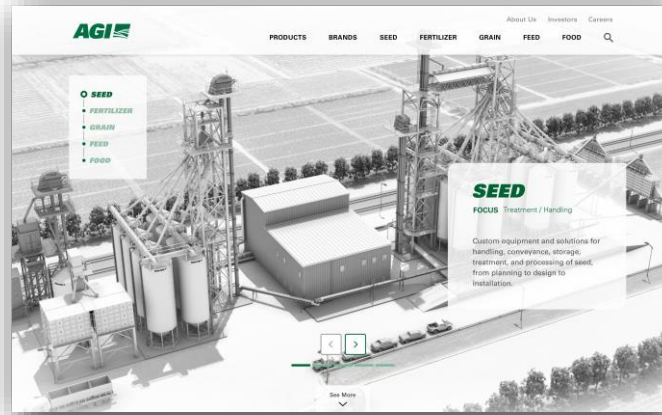 About Us Investors Careers
AGI
PRODUCTS BRANDS SEED FERTILIZER GRAIN FEED FOOD
SEED
FERTILIZER
GRAIN
FEED
FOOD
SEED
FOCUS Treatment / Handling
Custom equipment and solutions for
handling, conveyance, storage,
treatment, and processing of seed,
from planning to design to
installation.
See More